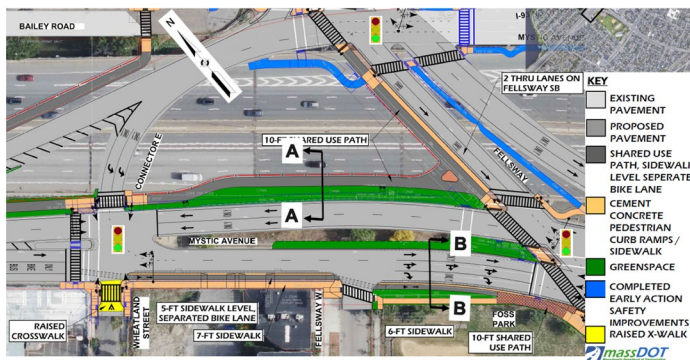 BAILEY ROAD
N
I-93
MYSTIC AVENUE
2 THRU LANES ON
FELLSWAY SB
CONNECTOR E
10-FT SHARED USE PATH
A
A
FELLSWAY
MYSTIC AVENUE
B
B
RAISED
CROSSWALK
WHEATLAND
STREET
5-FT SIDEWALK LEVEL,
SEPARATED BIKE LANE
7-FT SIDEWALK
FELLSWAY W.
6-FT SIDEWALK
FOSS
PARK
10-FT SHARED
USE PATH
KEY
EXISTING
PAVEMENT
PROPOSED
PAVEMENT
SHARED USE
PATH, SIDEWALK
LEVEL SEPERATE
BIKE LANE
CEMENT
CONCRETE
PEDESTRIAN
CURB RAMPS /
SIDEWALK
GREENSPACE
COMPLETED
EARLY ACTION
SAFETY
IMPROVEMENTS
RAISED X-WALK
massDOT